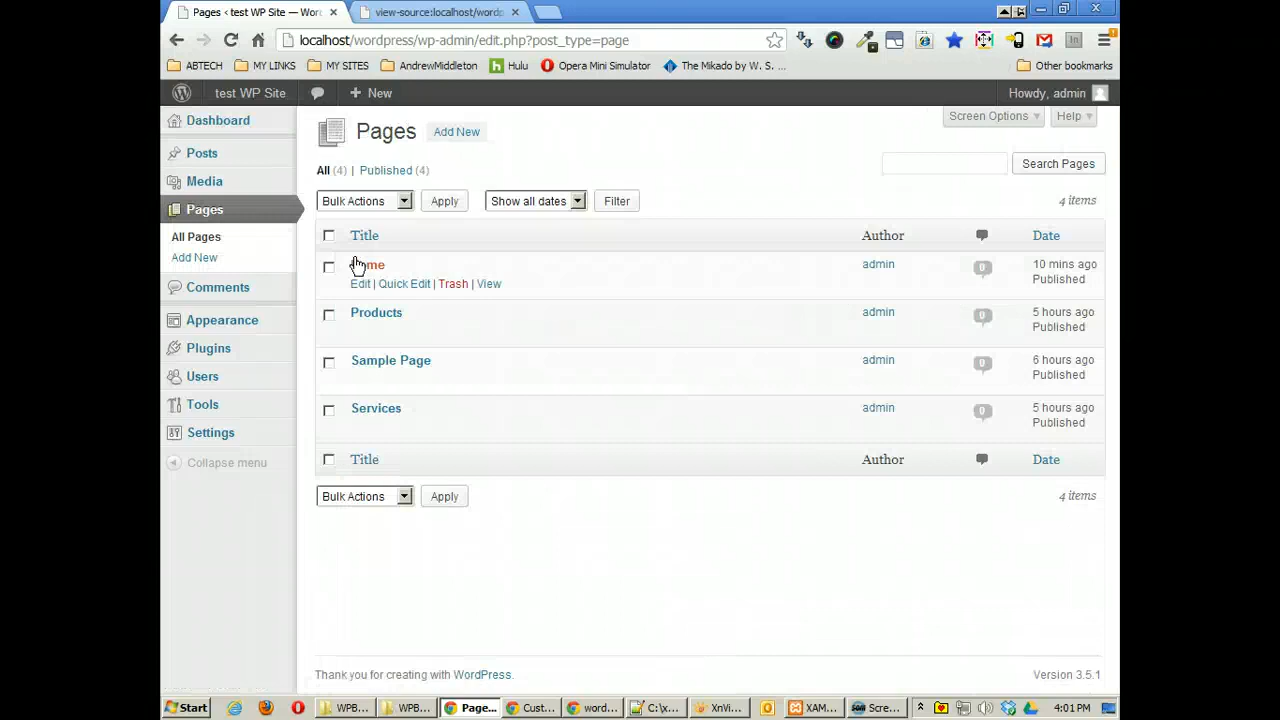 Pages < test WP Site — Wor
view-source:localhost/wordp
localhost/wordpress/wp-admin/edit.php?post_type=page
ABTECH MY LINKS MY SITES AndrewMiddleton Hulu Opera Mini Simulator The Mikado by W. S. ... Other bookmarks
test WP Site + New Howdy, admin
Dashboard
Posts
Media
Pages
All Pages
Add New
Comments
Appearance
Plugins
Users
Tools
Settings
Collapse menu
Pages Add New
Screen Options Help
All (4) | Published (4)
Search Pages
Bulk Actions Apply Show all dates Filter 4 items
Title Author Date
admin 0 10 mins ago
Edit | Quick Edit | Trash | View Published
Products admin 0 5 hours ago
Published
Sample Page admin 0 6 hours ago
Published
Services admin 0 5 hours ago
Published
Title Author Date
Bulk Actions Apply 4 items
Thank you for creating with WordPress. Version 3.5.1
Start WPB... WPB... Page... Cust... word... C:\x... XnVi... XAM... Scre... 4:01 PM